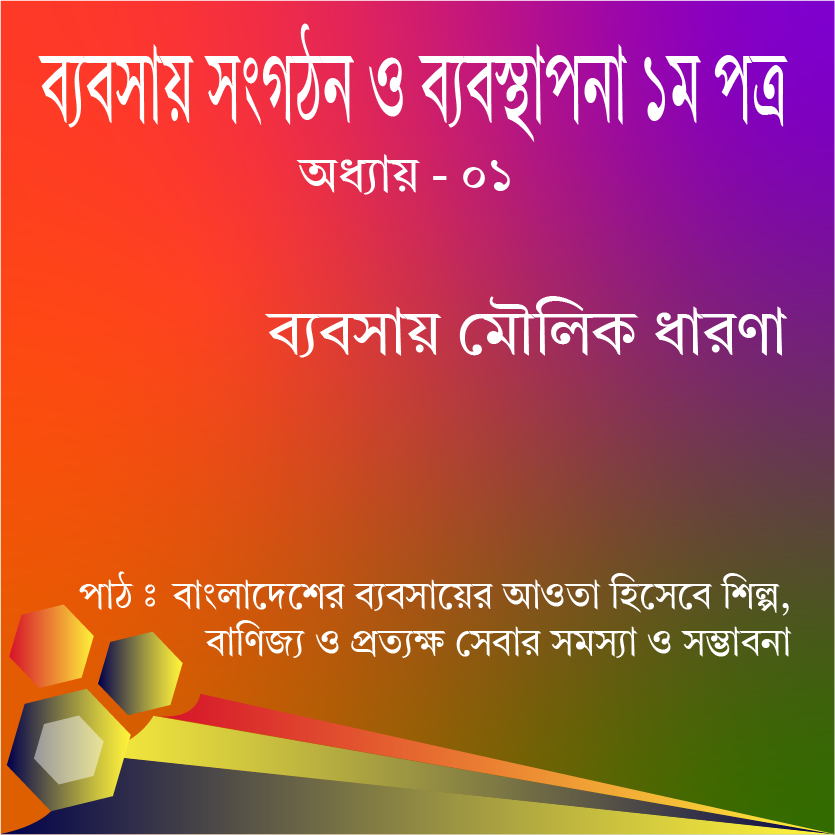 ব্যবসায় সংগঠন ও ব্যবস্থাপনা ১ম পত্র
অধ্যায় - ০১
ব্যবসায় মৌলিক ধারণা
পাঠ ঃ বাংলাদেশের ব্যবসায়ের আওতা হিসেবে শিল্প,
বাণিজ্য ও প্রত্যক্ষ সেবার সমস্যা ও সম্ভাবনা